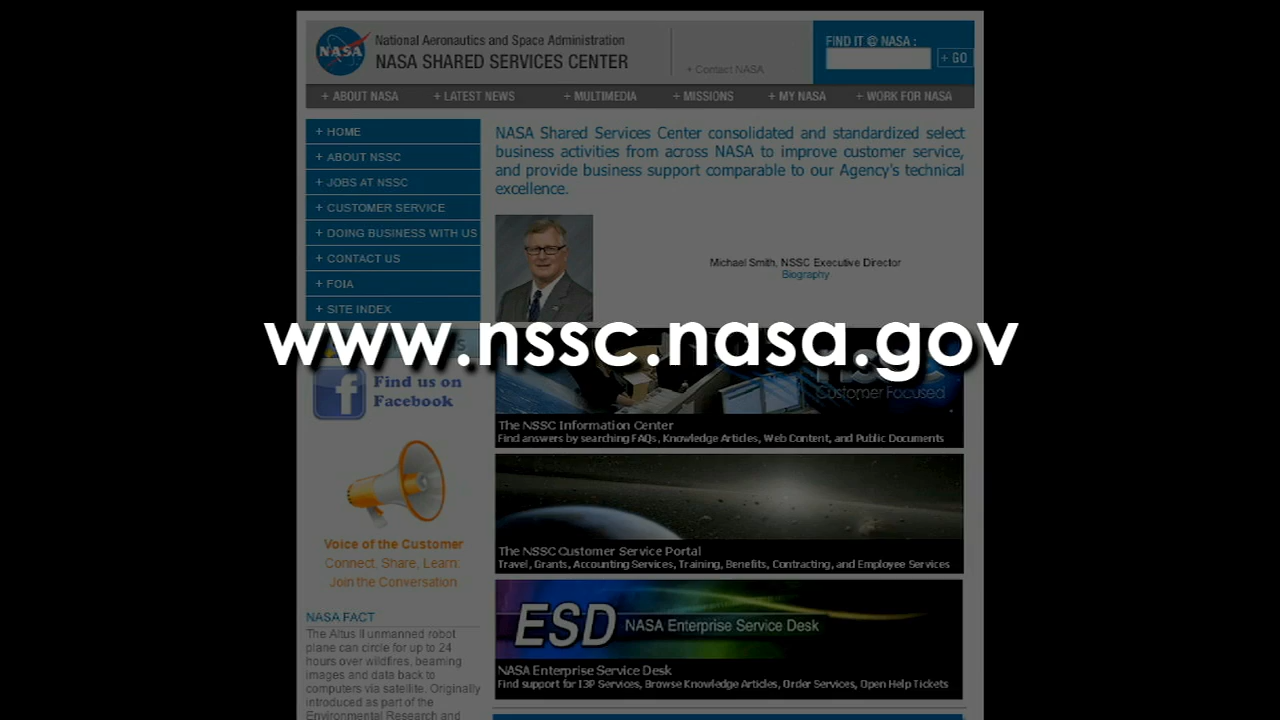 NASA
National Aeronautics and Space Administration
NASA SHARED SERVICES CENTER
+ Contact NASA
FIND IT @ NASA :
+ GO
+ ABOUT NASA + LATEST NEWS + MULTIMEDIA + MISSIONS + MY NASA + WORK FOR NASA
+ HOME
+ ABOUT NSSC
+ JOBS AT NSSC
+ CUSTOMER SERVICE
+ DOING BUSINESS WITH US
+ CONTACT US
+ FOIA
+ SITE INDEX
NASA Shared Services Center consolidated and standardized select
business activities from across NASA to improve customer service,
and provide business support comparable to our Agency's technical
excellence.
Michael Smith, NSSC Executive Director
Biography
www.nssc.nasa.gov
Find us on
Facebook
Customer Focused
The NSSC Information Center
Find answers by searching FAQs, Knowledge Articles, Web Content, and Public Documents
Voice of the Customer
Connect, Share, Learn:
Join the Conversation
The NSSC Customer Service Portal
Travel, Grants, Accounting Services, Training, Benefits, Contracting, and Employee Services
ESD NASA Enterprise Service Desk
NASA Enterprise Service Desk
Find support for I3P Services, Browse Knowledge Articles, Order Services, Open Help Tickets
NASA FACT
The Altus II unmanned robot
plane can circle for up to 24
hours over wildfires, beaming
images and data back to
computers via satellite. Originally
introduced as part of the
Environmental Research and